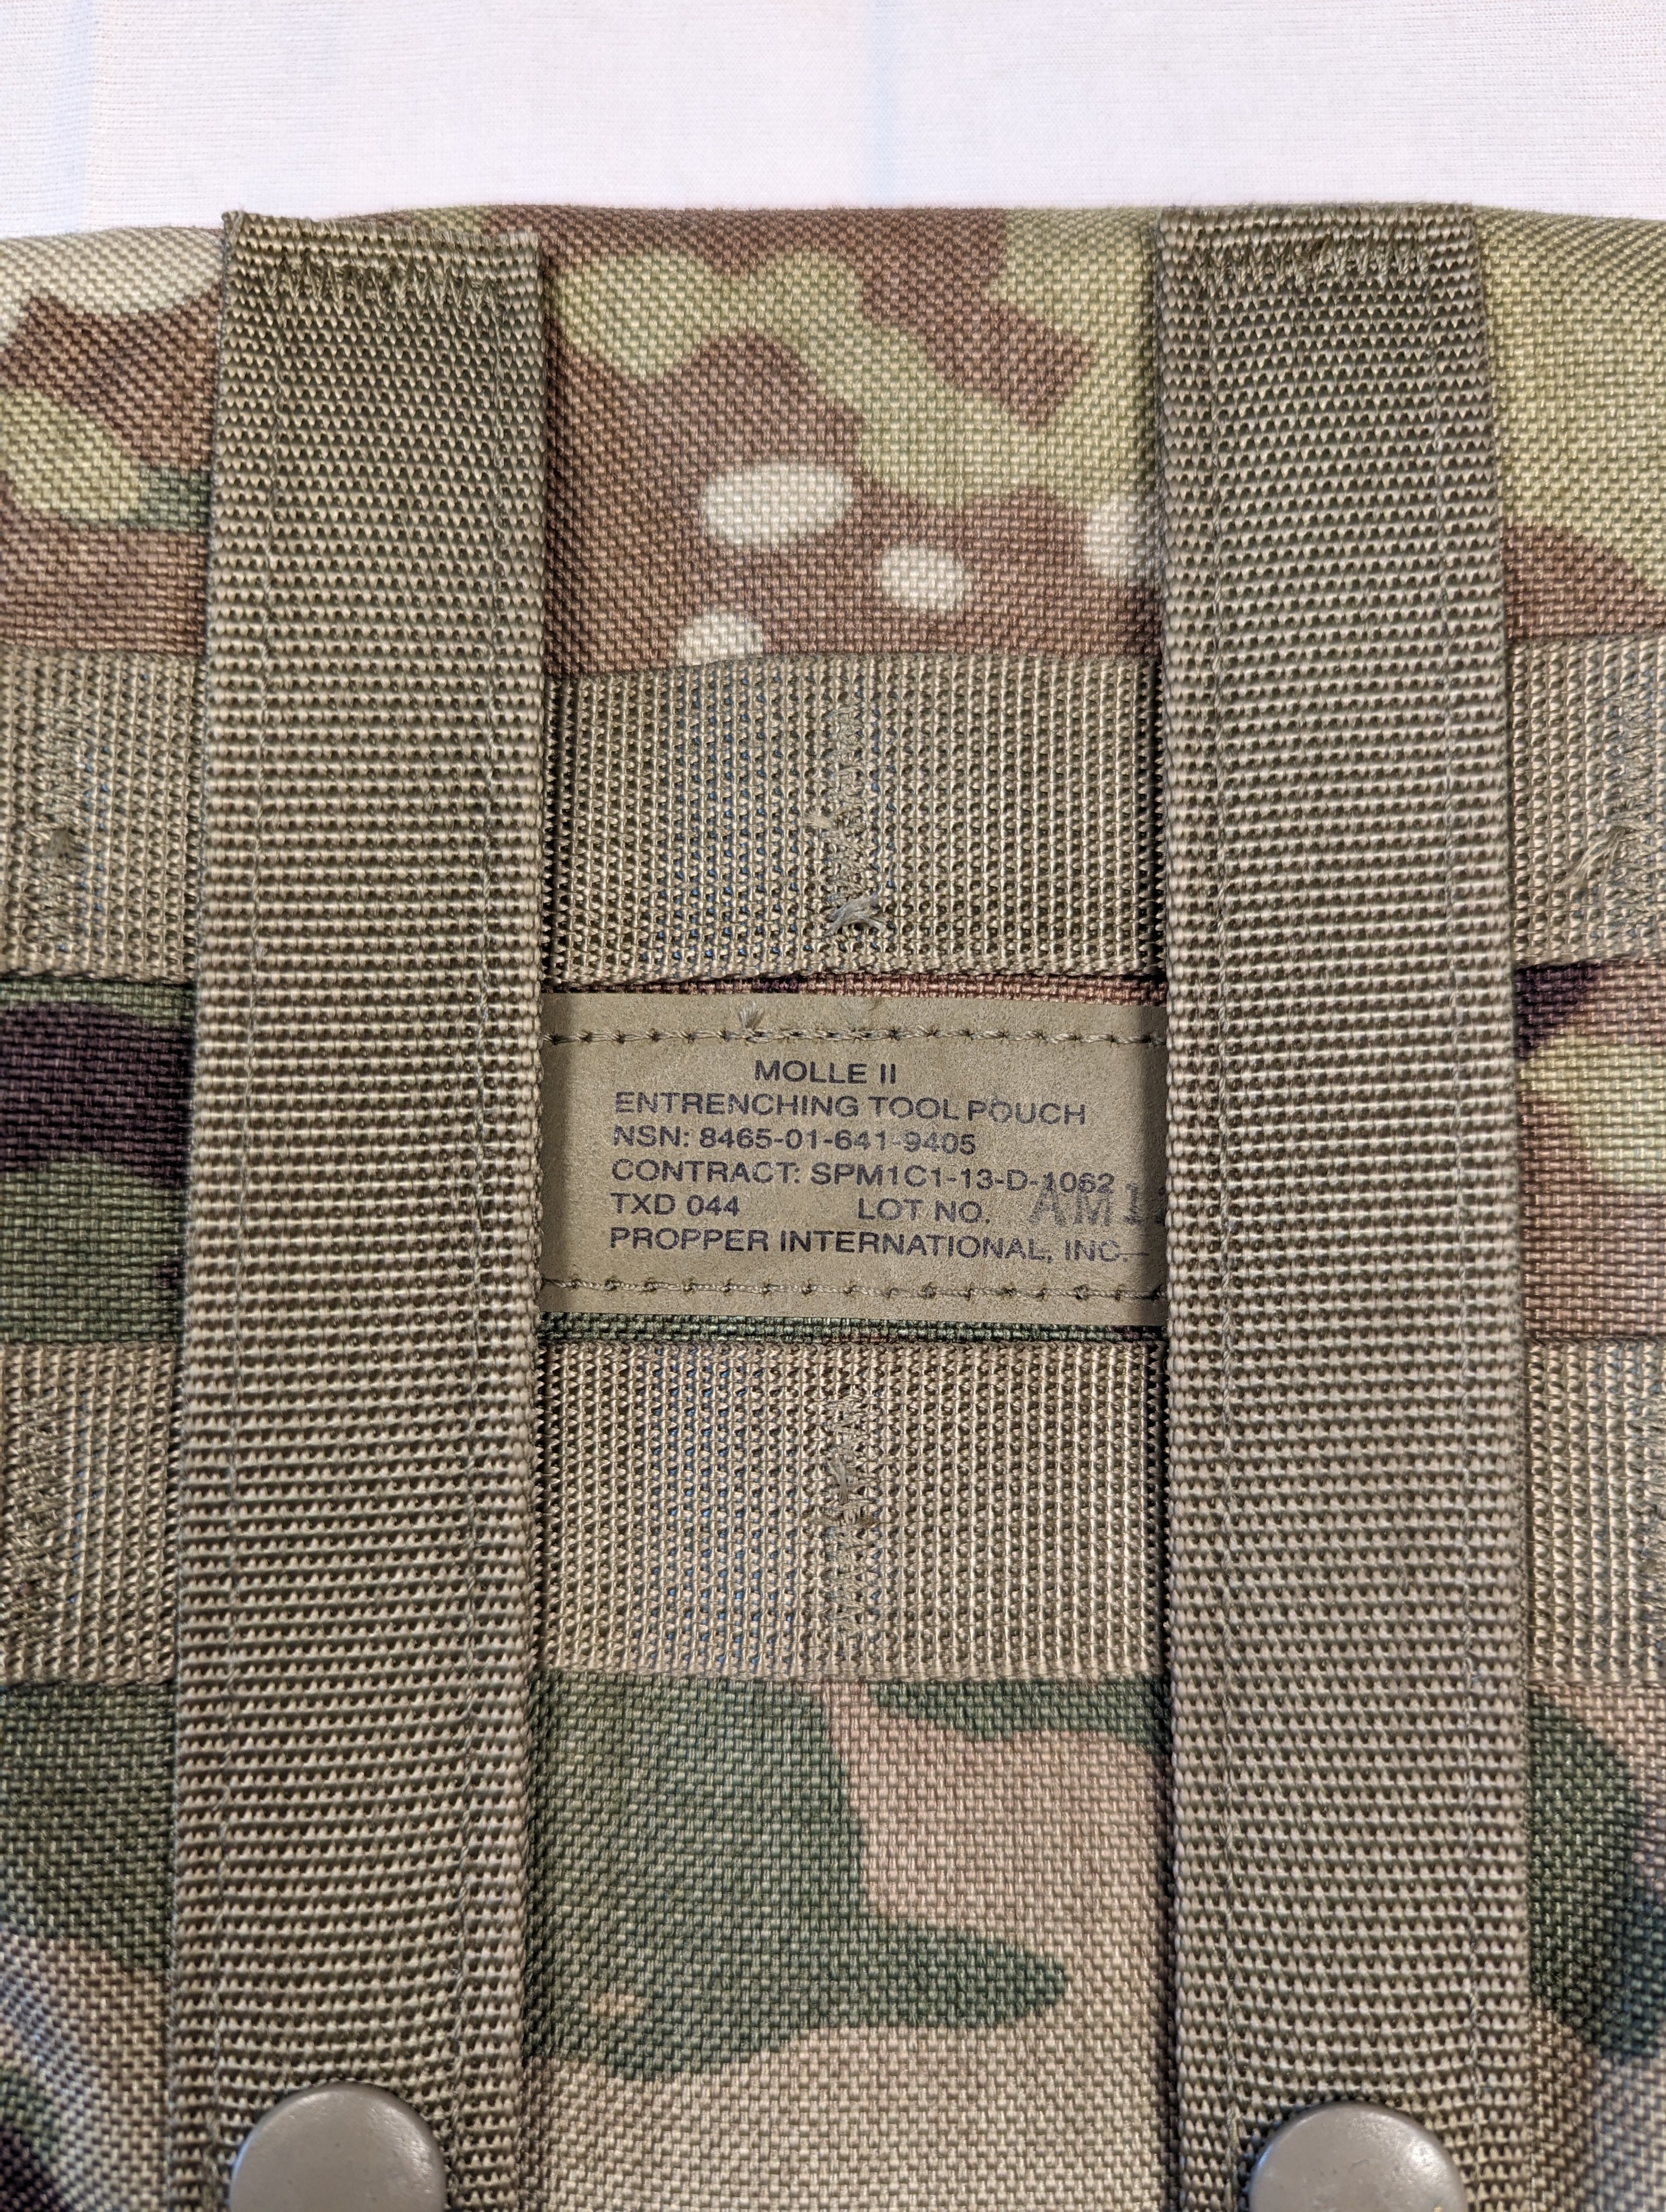 MOLLE II
ENTRENCHING TOOL POUCH
NSN: 8465-01-641-9405
CONTRACT: SPM1C1-13-D-1062
TXD 044 LOT NO.
PROPPER INTERNATIONAL, INC.